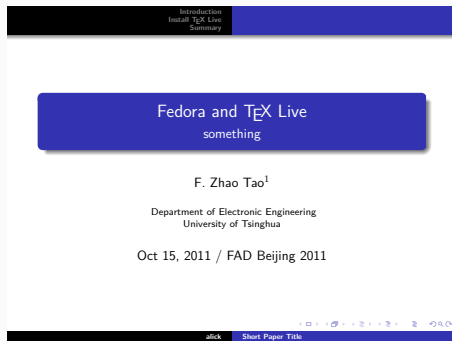 Introduction
Install TEX Live
Summary
Fedora and TEX Live
something
F. Zhao Tao1
Department of Electronic Engineering
University of Tsinghua
Oct 15, 2011 / FAD Beijing 2011
alick Short Paper Title